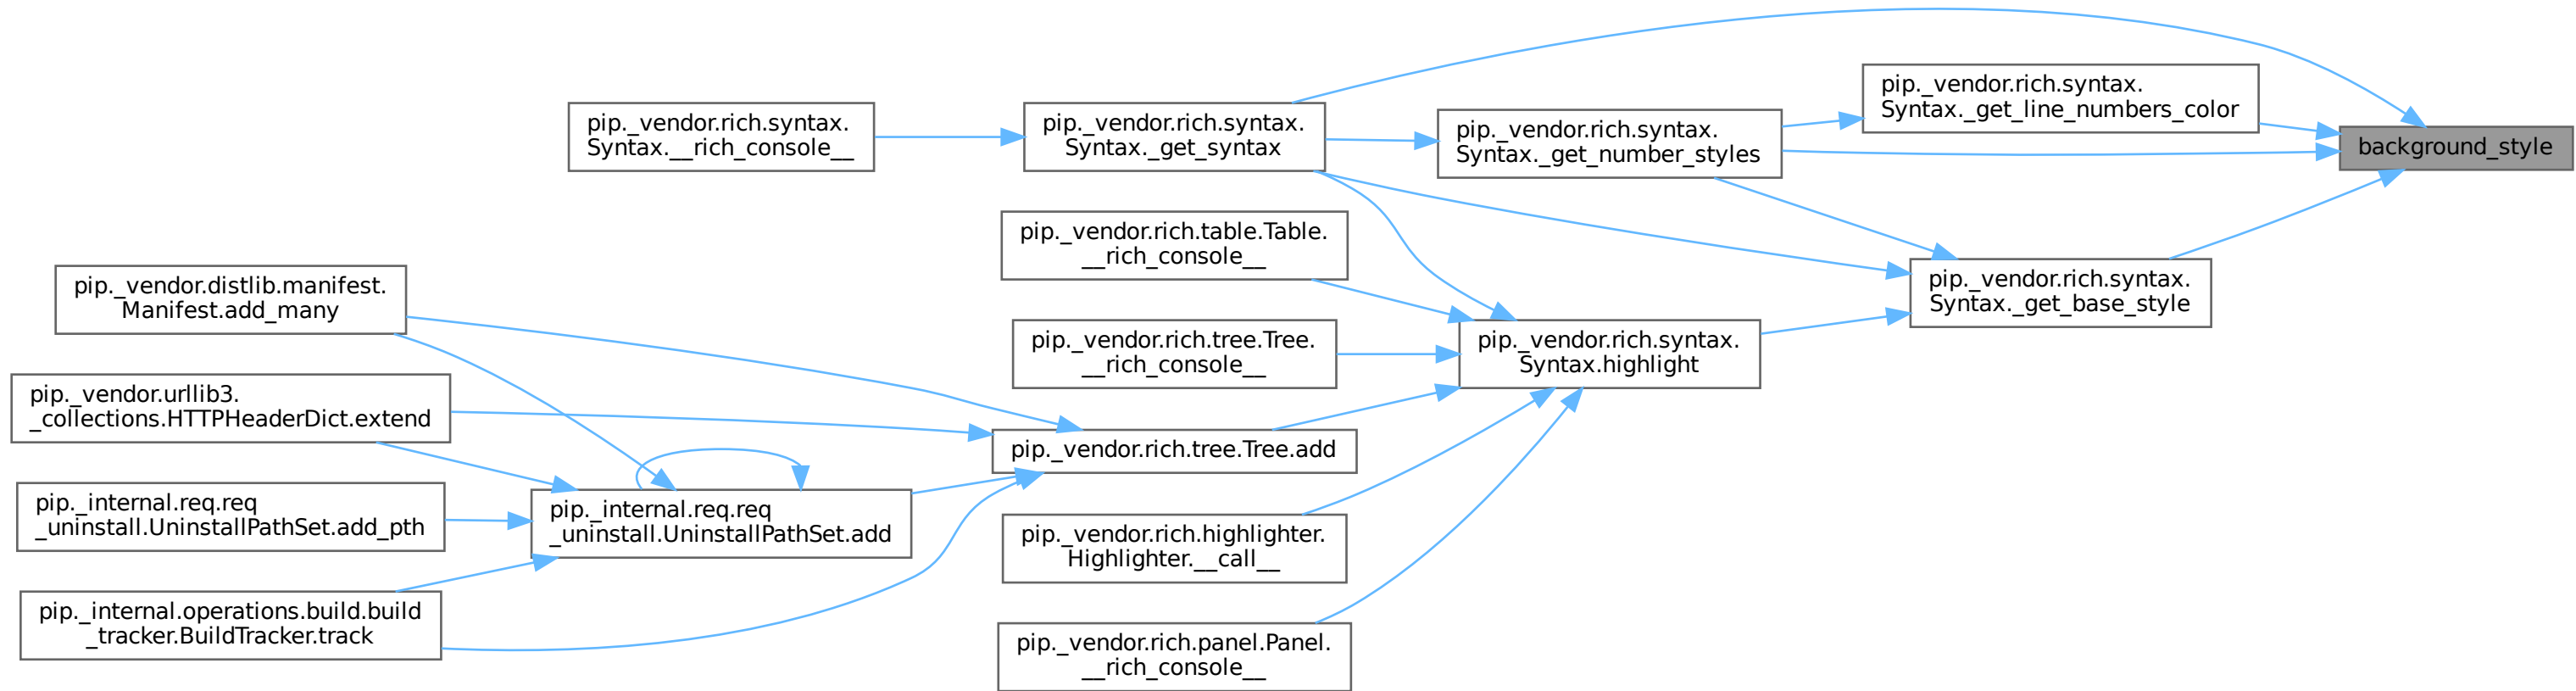 pip._vendor.rich.syntax.
Syntax._get_line_numbers_color
background_style
pip._vendor.rich.syntax.
Syntax.__rich_console__
pip._vendor.rich.syntax.
Syntax._get_syntax
pip._vendor.rich.syntax.
Syntax._get_number_styles
pip._vendor.rich.table.Table.
__rich_console__
pip._vendor.rich.syntax.
Syntax._get_base_style
pip._vendor.distlib.manifest.
Manifest.add_many
pip._vendor.rich.tree.Tree.
__rich_console__
pip._vendor.rich.syntax.
Syntax.highlight
pip._vendor.urllib3.
_collections.HTTPHeaderDict.extend
pip._vendor.rich.tree.Tree.add
pip._internal.req.req
_uninstall.UninstallPathSet.add_pth
pip._internal.req.req
_uninstall.UninstallPathSet.add
pip._vendor.rich.highlighter.
Highlighter.__call__
pip._internal.operations.build.build
_tracker.BuildTracker.track
pip._vendor.rich.panel.Panel.
__rich_console__